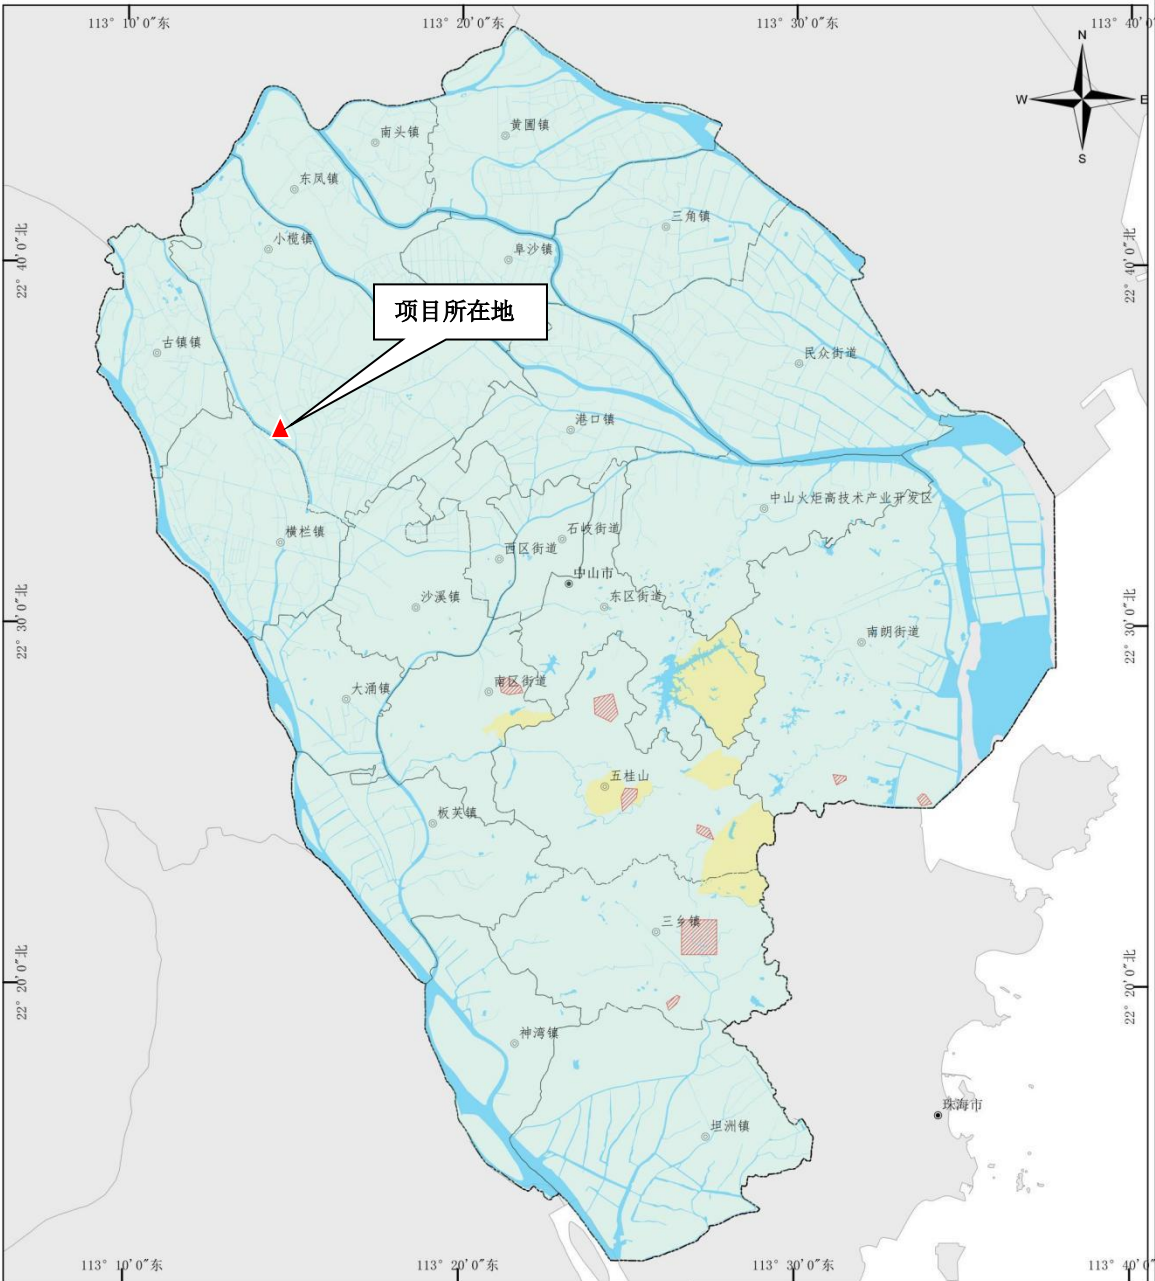 113° 10'0"东
113° 20'0"东
113° 30'0"东
113° 40'0"
N
W
E
S
南头镇
黄圃镇
东凤镇
三角镇
小榄镇
阜沙镇
22° 40'0"北
22° 40'0"北
项目所在地
古镇镇
民众街道
港口镇
中山火炬高技术产业开发区
横栏镇
石岐街道
西区街道
中山市
沙溪镇
东区街道
22° 30'0"北
22° 30'0"北
南朗街道
大涌镇
南区街道
五桂山
板芙镇
三乡镇
22° 20'0"北
22° 20'0"北
神湾镇
珠海市
坦洲镇
113° 10'0"东
113° 20'0"东
113° 30'0"东
113° 40'0"